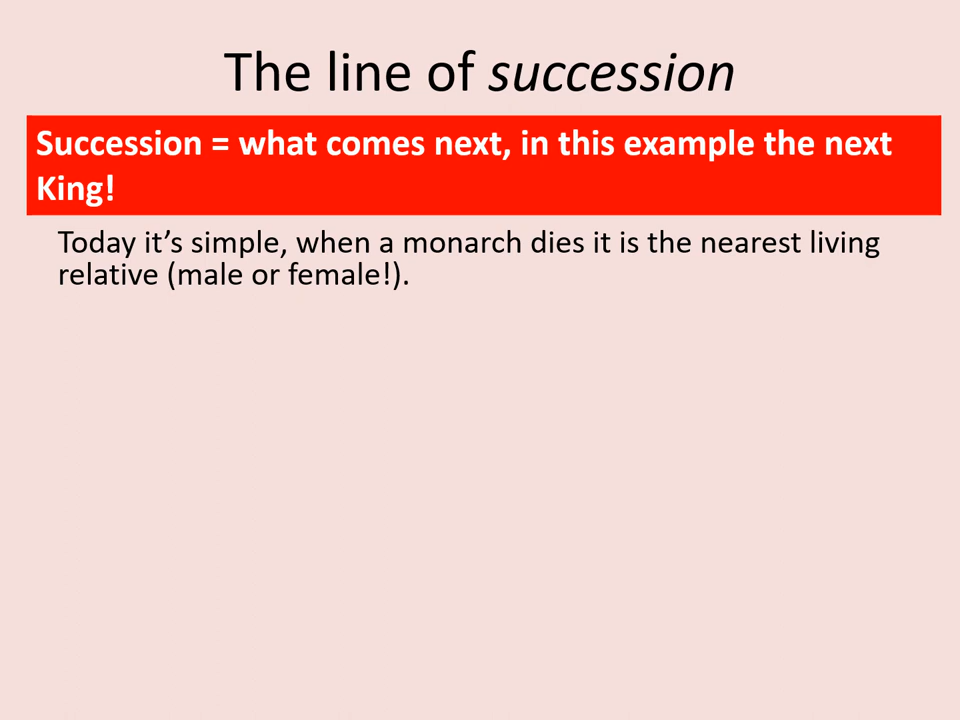 The line of succession
Succession = what comes next, in this example the next
King!
Today it’s simple, when a monarch dies it is the nearest living
relative (male or female!).